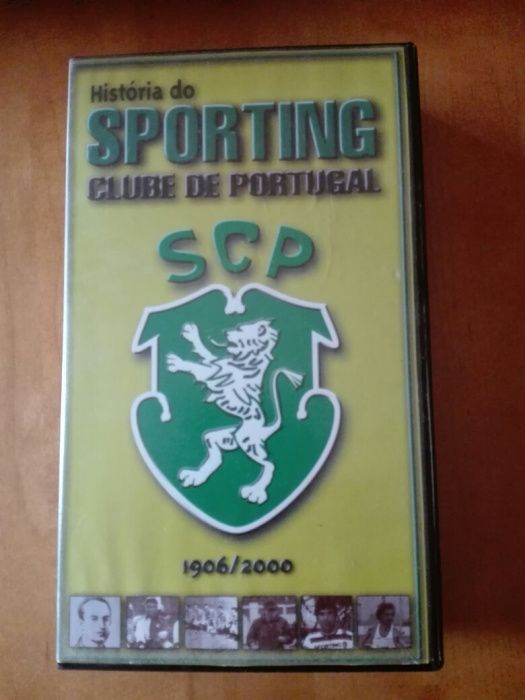 História do
SPORTING
CLUBE DE PORTUGAL
SCP
1906/2000